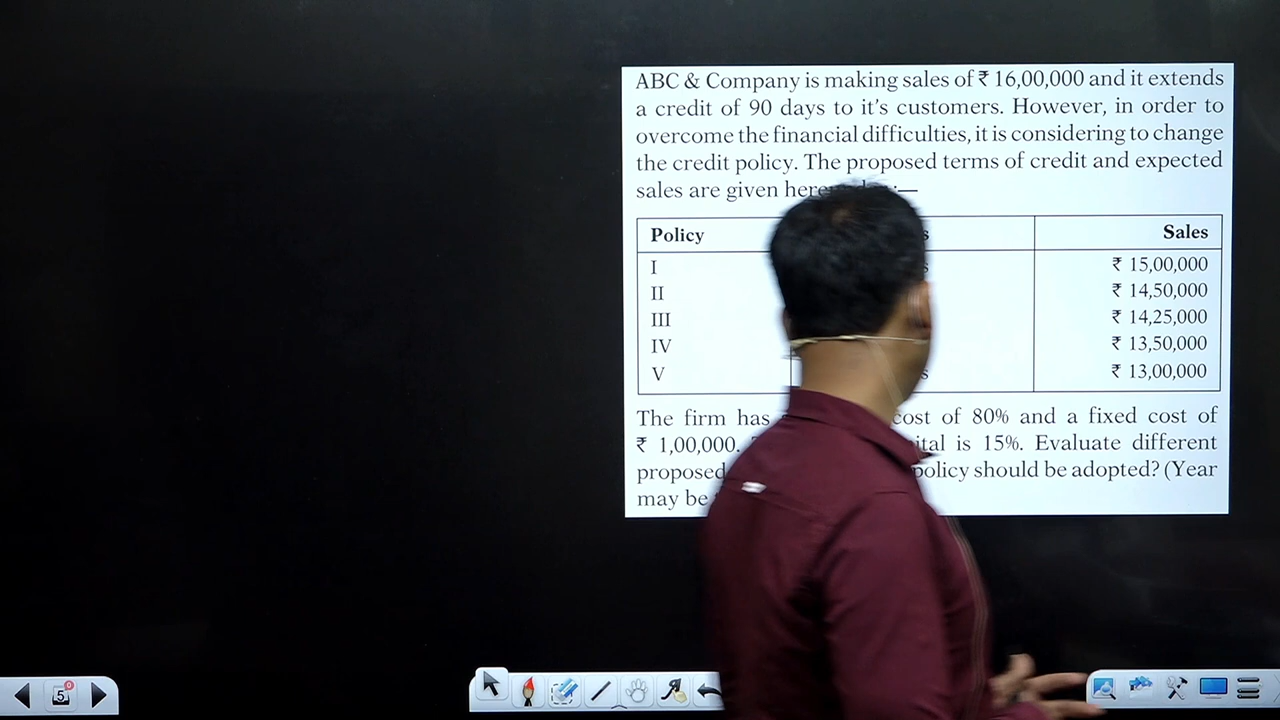 ABC & Company is making sales of ₹ 16,00,000 and it extends
a credit of 90 days to it's customers. However, in order to
overcome the financial difficulties, it is considering to change
the credit policy. The proposed terms of credit and expected
sales are given
Policy Sales
I ₹ 15,00,000
II ₹ 14,50,000
III ₹ 14,25,000
IV ₹ 13,50,000
V ₹ 13,00,000
The firm has cost of 80% and a fixed cost of
₹ 1,00,000. is 15%. Evaluate different
proposed policy should be adopted? (Year
may be
5